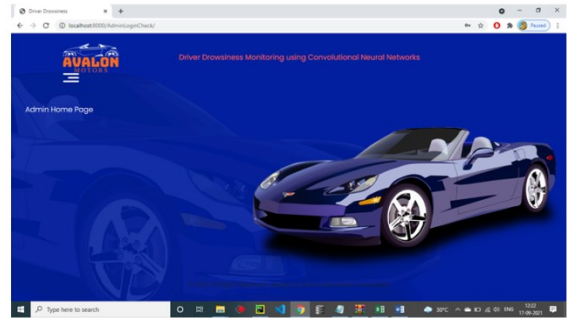 Driver Drowsiness
localhost:8000/AdminLoginCheck/
Paused
AVALON
MOTORS
Driver Drowsiness Monitoring using Convolutional Neural Networks
Admin Home Page
Type here to search
30°C
ENG
12:22
17-09-2021